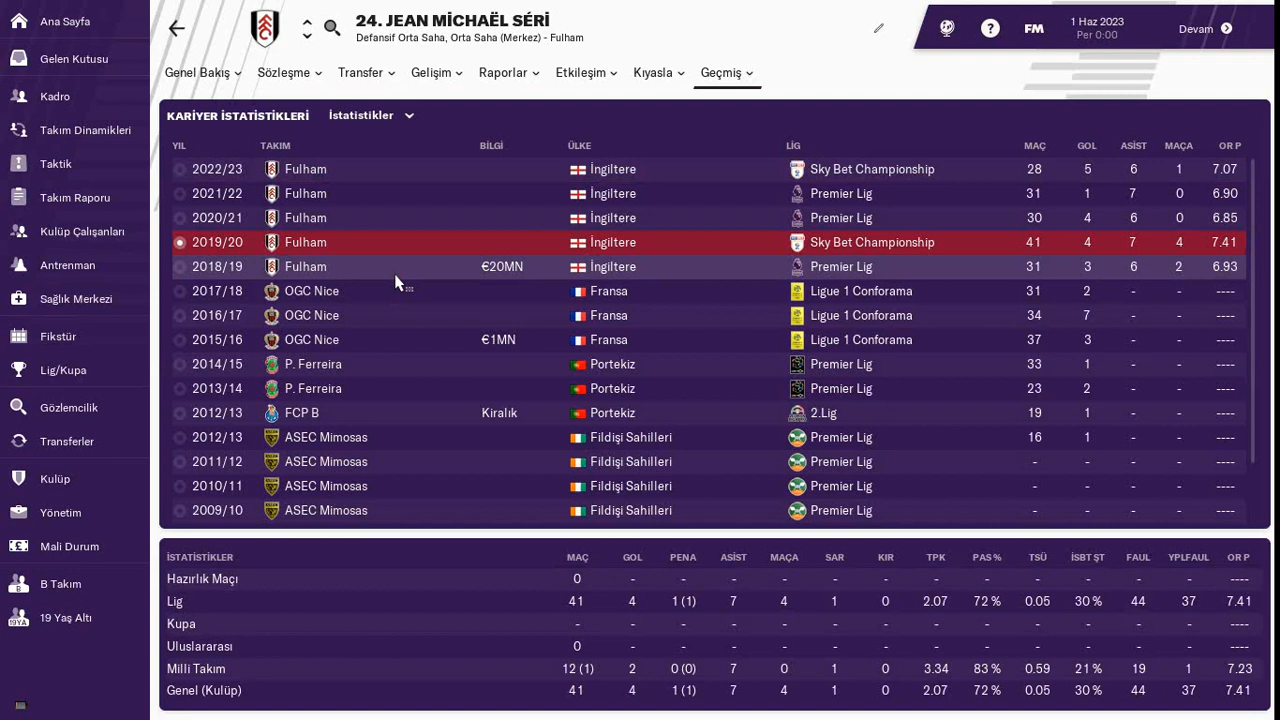 Ana Sayfa
Gelen Kutusu
Kadro
Takım Dinamikleri
Taktik
Takım Raporu
Kulüp Çalışanları
Antrenman
Sağlık Merkezi
Fikstür
Lig/Kupa
Gözlemcilik
Transferler
Kulüp
Yönetim
Mali Durum
B Takım
19 Yaş Altı
24. JEAN MİCHAËL SÉRİ
Defansif Orta Saha, Orta Saha (Merkez) - Fulham
? FM 1 Haz 2023 Devam
Per 0:00
Genel Bakış Sözleşme Transfer Gelişim Raporlar Etkileşim Kıyasla Geçmiş
KARİYER İSTATİSTİKLERİ İstatistikler
YIL TAKIM BİLGİ ÜLKE LİG MAÇ GOL ASİST MAÇA OR P
2022/23 Fulham İngiltere Sky Bet Championship 28 5 6 1 7.07
2021/22 Fulham İngiltere Premier Lig 31 1 7 0 6.90
2020/21 Fulham İngiltere Premier Lig 30 4 6 0 6.85
2019/20 Fulham İngiltere Sky Bet Championship 41 4 7 4 7.41
2018/19 Fulham €20MN İngiltere Premier Lig 31 3 6 2 6.93
2017/18 OGC Nice Fransa Ligue 1 Conforama 31 2 - - ----
2016/17 OGC Nice Fransa Ligue 1 Conforama 34 7 - - ----
2015/16 OGC Nice €1MN Fransa Ligue 1 Conforama 37 3 - - ----
2014/15 P. Ferreira Portekiz Premier Lig 33 1 - - ----
2013/14 P. Ferreira Portekiz Premier Lig 23 2 - - ----
2012/13 FCP B Kiralık Portekiz 2.Lig 19 1 - - ----
2012/13 ASEC Mimosas Fildişi Sahilleri Premier Lig 16 1 - - ----
2011/12 ASEC Mimosas Fildişi Sahilleri Premier Lig - - - - ----
2010/11 ASEC Mimosas Fildişi Sahilleri Premier Lig - - - - ----
2009/10 ASEC Mimosas Fildişi Sahilleri Premier Lig - - - - ----
İSTATİSTİKLER MAÇ GOL PENA ASİST MAÇA SAR KIR TPK PAS % TSÜ İSBT ŞT FAUL YPLFAUL OR P
Hazırlık Maçı 0 - - - - - - - - - - - - ----
Lig 41 4 1 (1) 7 4 1 0 2.07 72 % 0.05 30 % 44 37 7.41
Kupa - - - - - - - - - - - - - ----
Uluslararası 0 - - - - - - - - - - - - ----
Milli Takım 12 (1) 2 0 (0) 7 0 1 0 3.34 83 % 0.59 21 % 19 1 7.23
Genel (Kulüp) 41 4 1 (1) 7 4 1 0 2.07 72 % 0.05 30 % 44 37 7.41